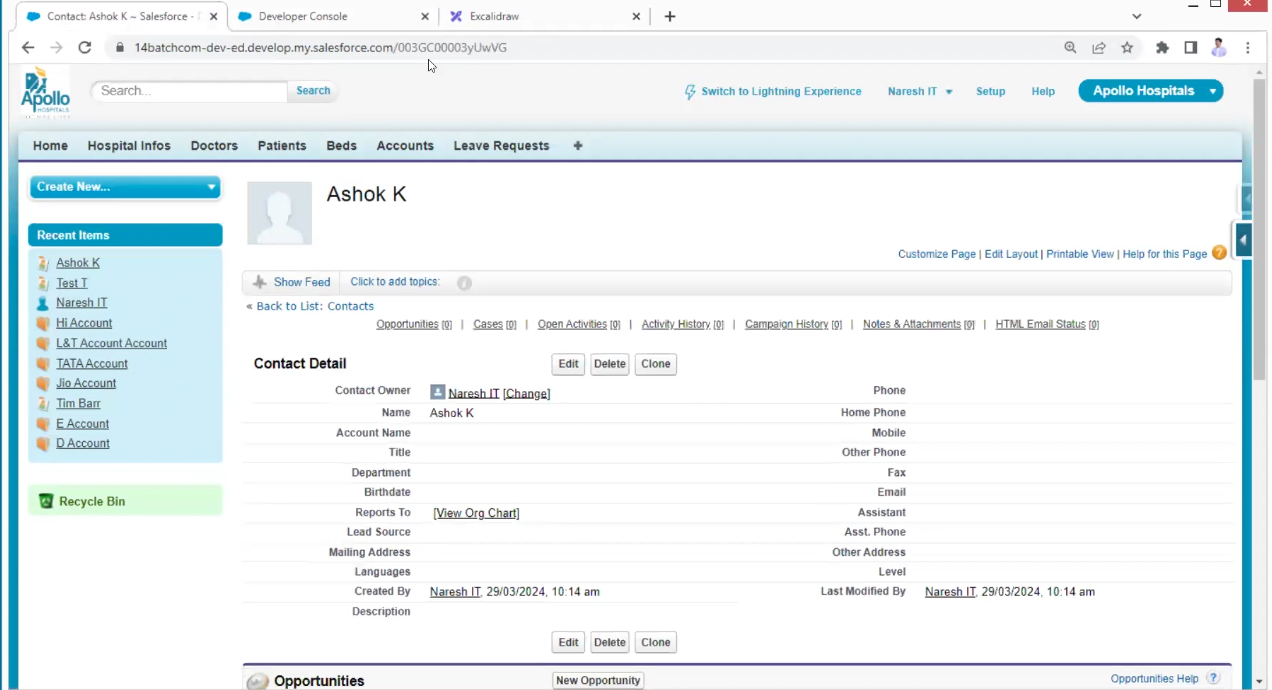 Contact: Ashok K ~ Salesforce - D
Developer Console
Excalidraw
14batchcom-dev-ed.develop.my.salesforce.com/003GC00003yUwVG
Apollo
HOSPITALS
Search...
Search
Switch to Lightning Experience
Naresh IT
Setup
Help
Apollo Hospitals
Home
Hospital Infos
Doctors
Patients
Beds
Accounts
Leave Requests
Create New...
Recent Items
Ashok K
Test T
Naresh IT
Hi Account
L&T Account Account
TATA Account
Jio Account
Tim Barr
E Account
D Account
Recycle Bin
Ashok K
Customize Page | Edit Layout | Printable View | Help for this Page ?
Show Feed
Click to add topics:
« Back to List: Contacts
Opportunities [0] | Cases [0] | Open Activities [0] | Activity History [0] | Campaign History [0] | Notes & Attachments [0] | HTML Email Status [0]
Contact Detail
Edit
Delete
Clone
Contact Owner Naresh IT [Change]
Phone
Name Ashok K
Home Phone
Account Name
Mobile
Title
Other Phone
Department
Fax
Birthdate
Email
Reports To [View Org Chart]
Assistant
Lead Source
Asst. Phone
Mailing Address
Other Address
Languages
Level
Created By Naresh IT, 29/03/2024, 10:14 am
Last Modified By Naresh IT, 29/03/2024, 10:14 am
Description
Edit
Delete
Clone
Opportunities
New Opportunity
Opportunities Help ?